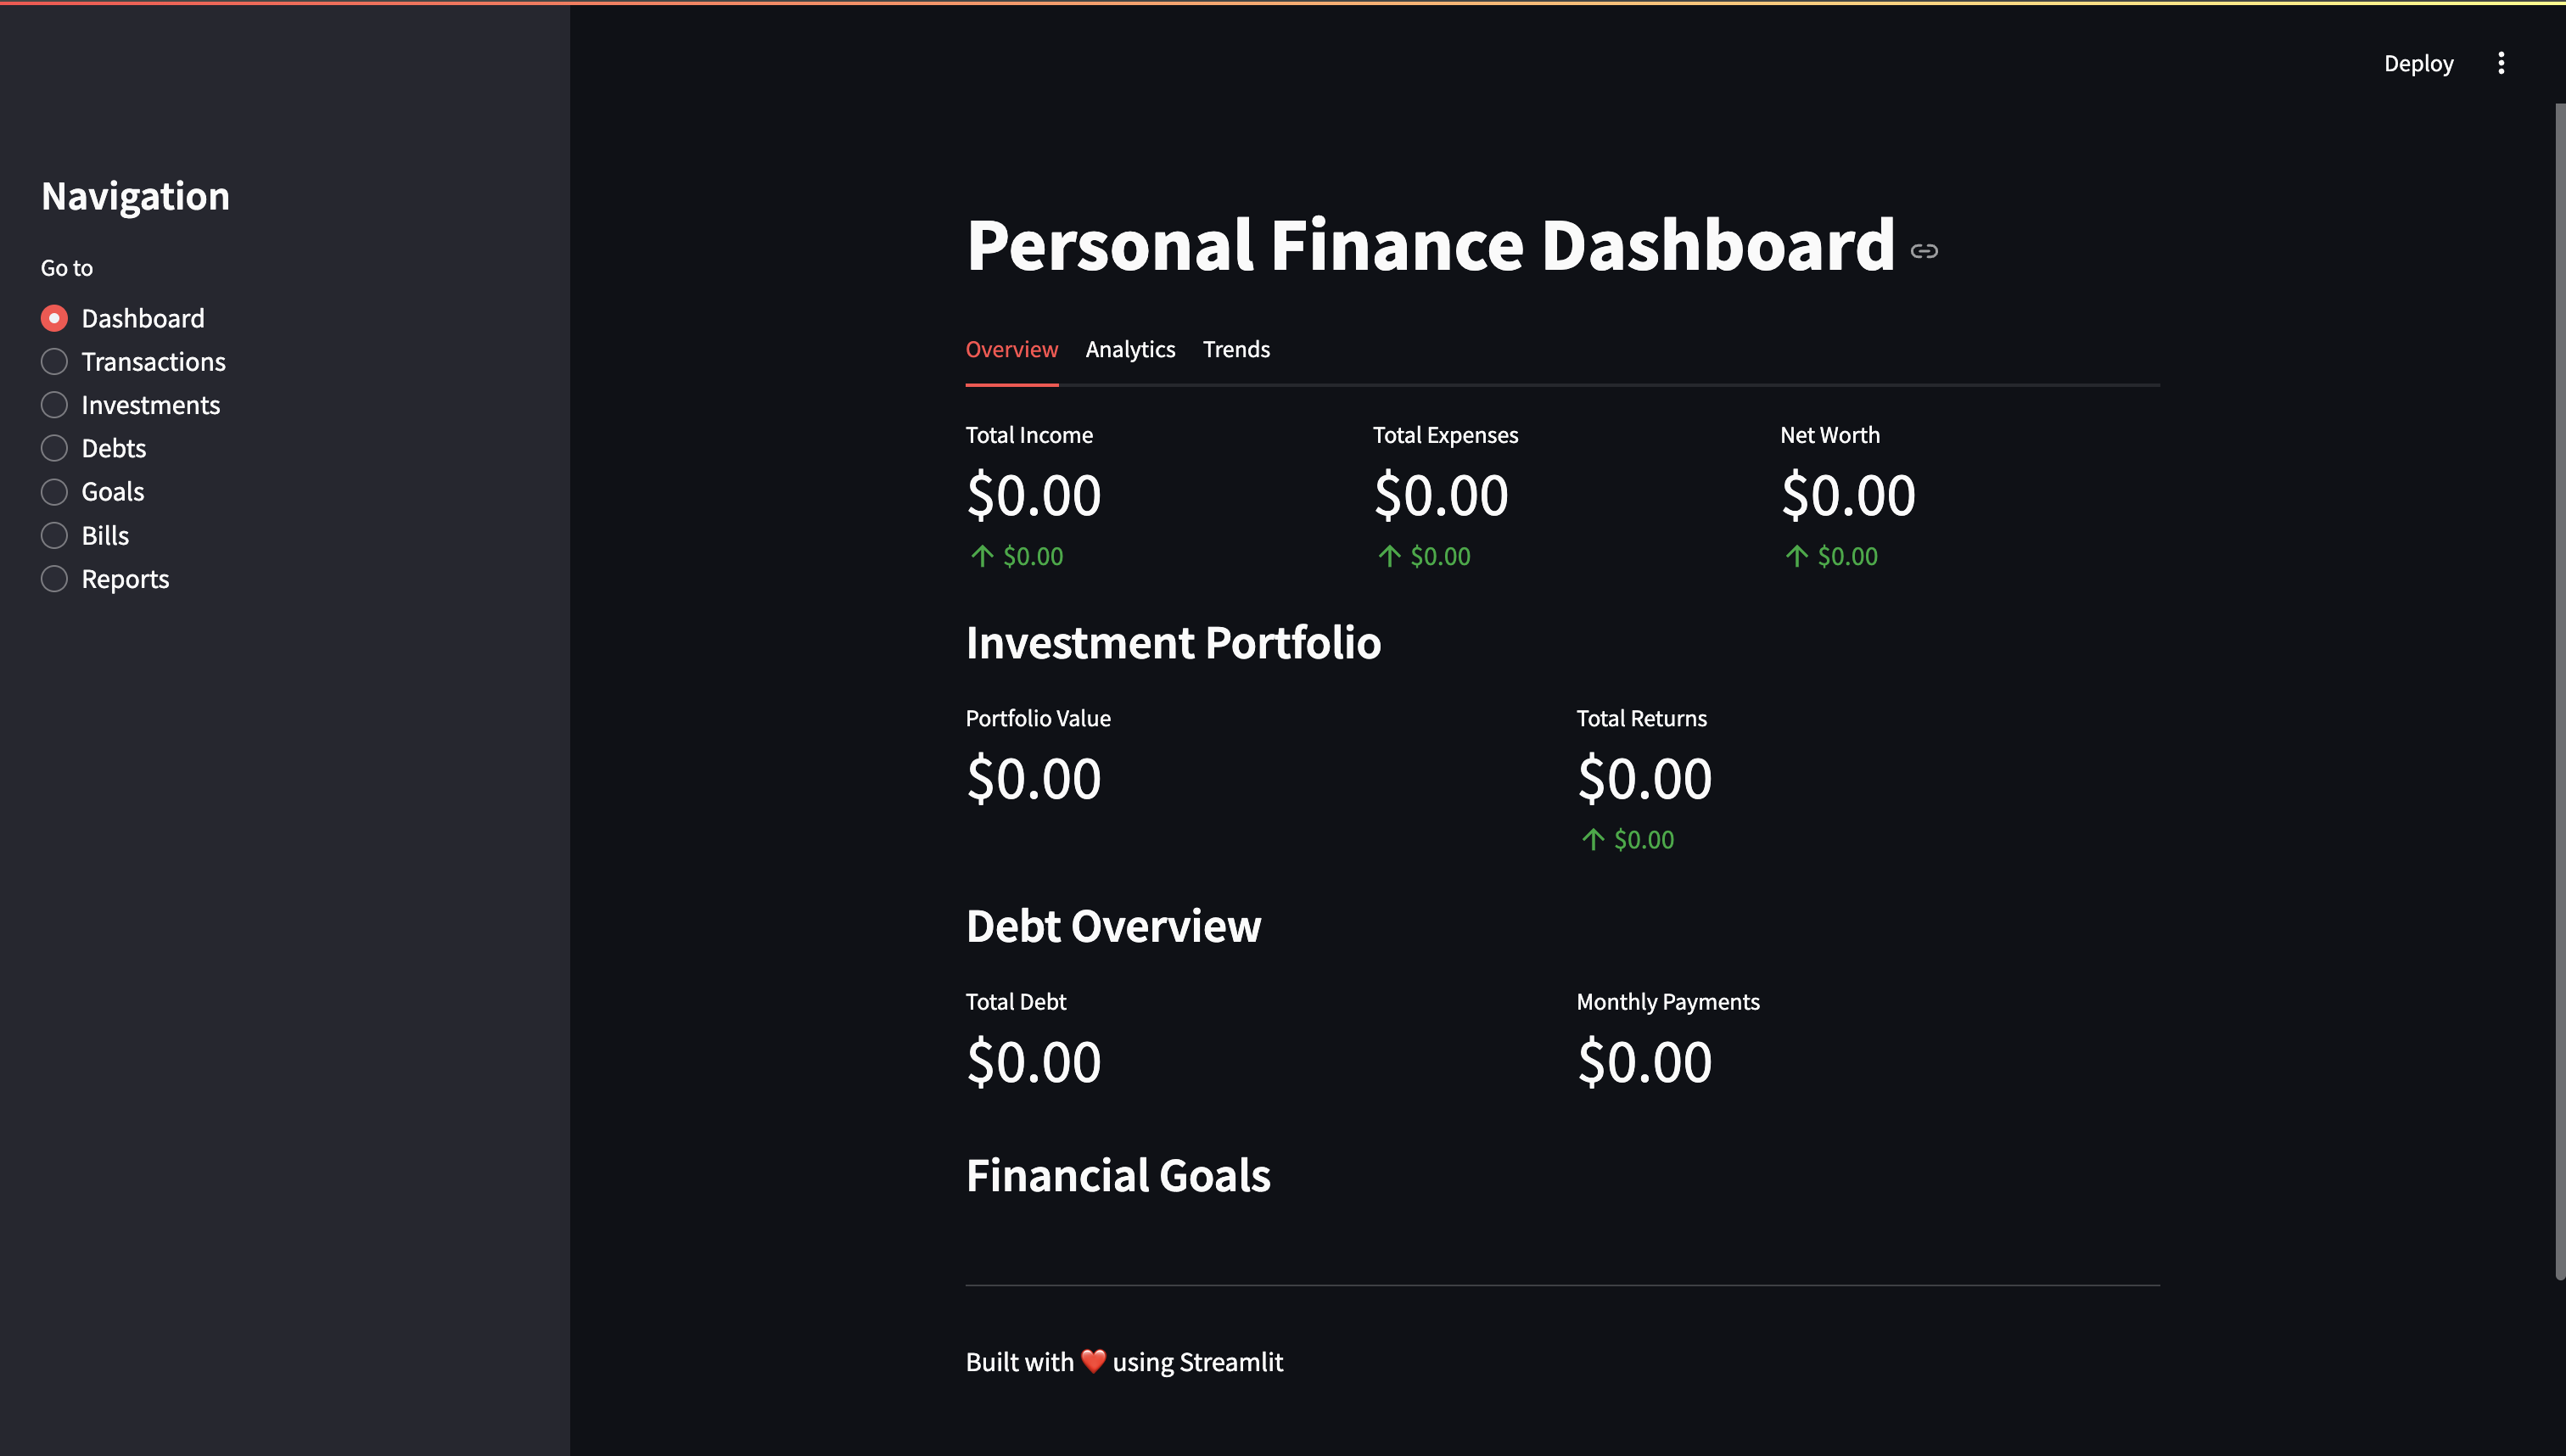 Deploy
Navigation
Go to
Dashboard
Transactions
Investments
Debts
Goals
Bills
Reports
Personal Finance Dashboard
Overview Analytics Trends
Total Income Total Expenses Net Worth
$0.00 $0.00 $0.00
↑ $0.00 ↑ $0.00 ↑ $0.00
Investment Portfolio
Portfolio Value Total Returns
$0.00 $0.00
↑ $0.00
Debt Overview
Total Debt Monthly Payments
$0.00 $0.00
Financial Goals
Built with ❤️ using Streamlit